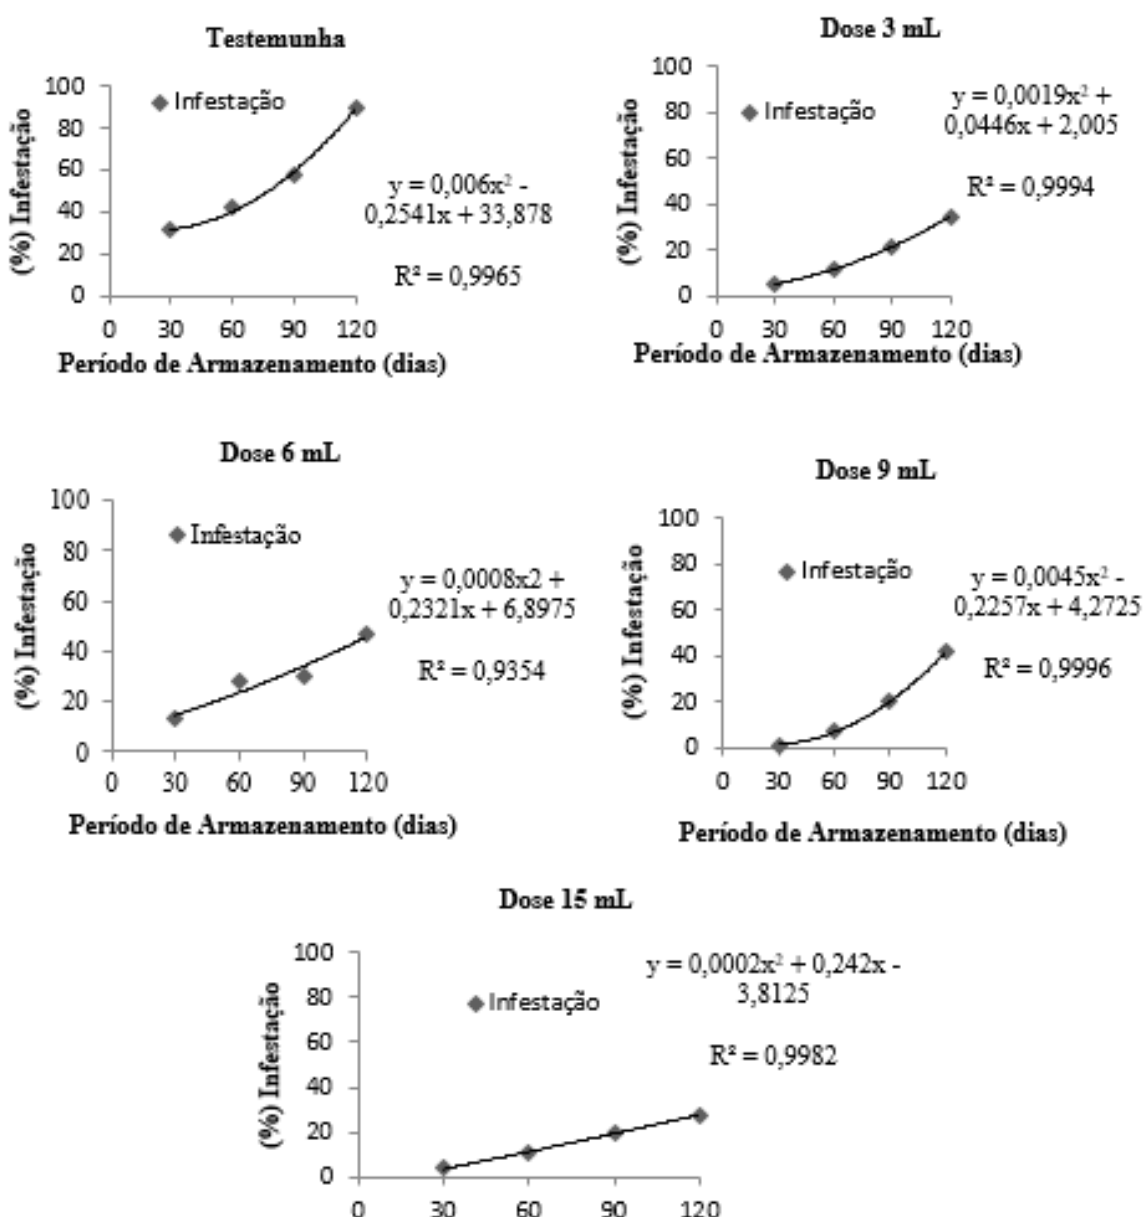 Testemunha
(%) Infestação
100
80
60
40
20
0
Infestação
y = 0,006x² -
0,2541x + 33,878
R² = 0,9965
0 30 60 90 120
Período de Armazenamento (dias)
Dose 3 mL
(%) Infestação
100
80
60
40
20
0
Infestação
y = 0,0019x² +
0,0446x + 2,005
R² = 0,9994
0 30 60 90 120
Período de Armazenamento (dias)
Dose 6 mL
(%) Infestação
100
80
60
40
20
0
Infestação
y = 0,0008x2 +
0,2321x + 6,8975
R² = 0,9354
0 30 60 90 120
Período de Armazenamento (dias)
Dose 9 mL
(%) Infestação
100
80
60
40
20
0
Infestação
y = 0,0045x² -
0,2257x + 4,2725
R² = 0,9996
0 30 60 90 120
Período de Armazenamento (dias)
Dose 15 mL
(%) Infestação
100
80
60
40
20
0
Infestação
y = 0,0002x² + 0,242x -
3,8125
R² = 0,9982
0 30 60 90 120